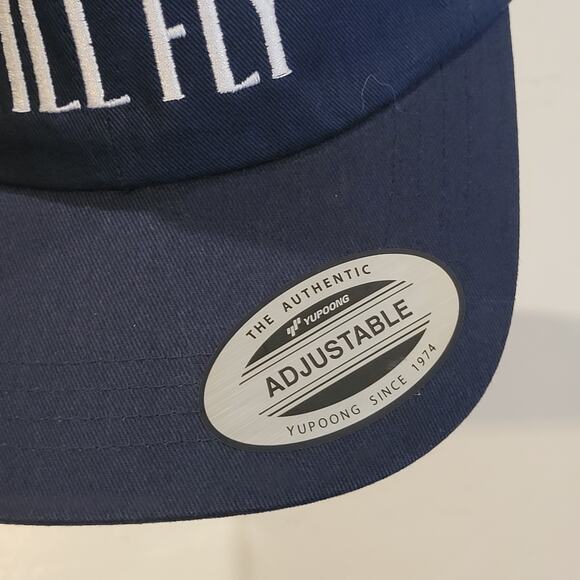 ILL FLY
THE AUTHENTIC
YUPOONG
ADJUSTABLE
YUPOONG SINCE 1974